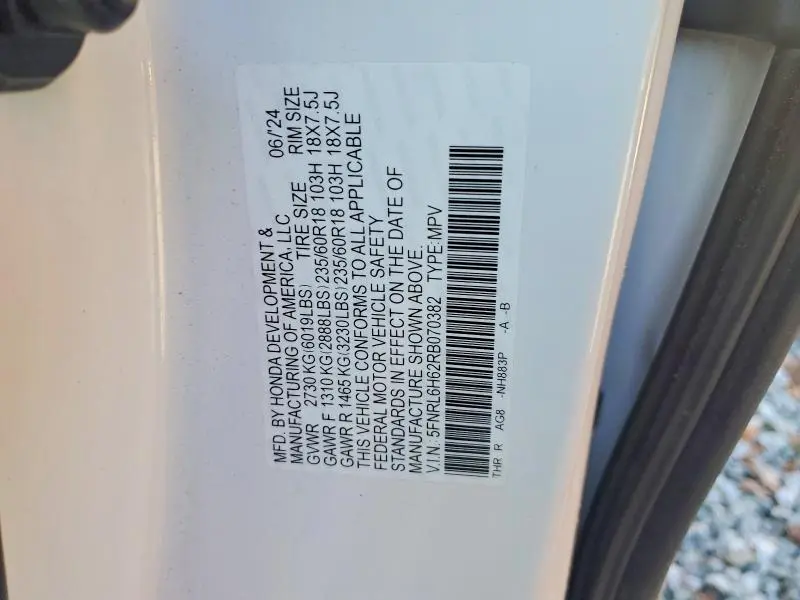 MFD. BY HONDA DEVELOPMENT & 06/'24
MANUFACTURING OF AMERICA, LLC
GVWR 2730 KG(6019LBS) TIRE SIZE RIM SIZE
GAWR F 1310 KG(2888LBS) 235/60R18 103H 18X7.5J
GAWR R 1465 KG(3230LBS) 235/60R18 103H 18X7.5J
THIS VEHICLE CONFORMS TO ALL APPLICABLE
FEDERAL MOTOR VEHICLE SAFETY
STANDARDS IN EFFECT ON THE DATE OF
MANUFACTURE SHOWN ABOVE.
V.I.N.: 5FNRL6H62RB070382 TYPE:MPV
THR R AG8 -NH883P -A -B